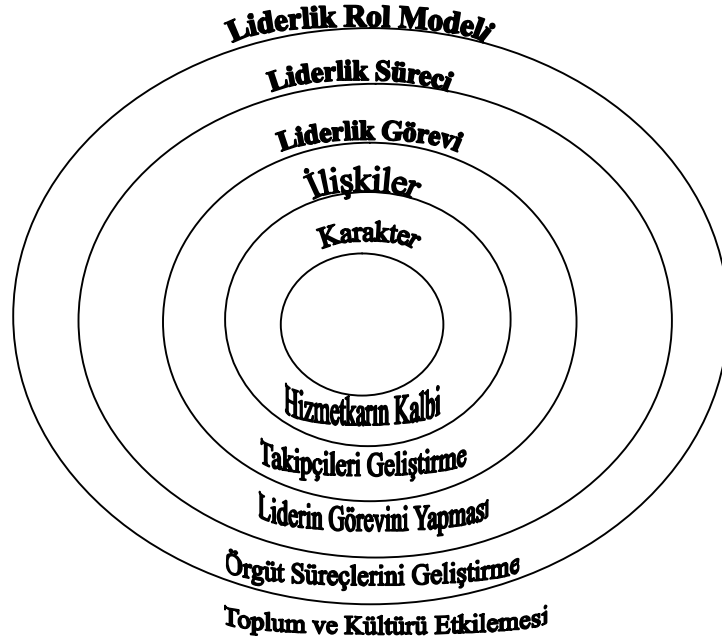 Liderlik Rol Modeli
Liderlik Süreci
Liderlik Görevi
İlişkiler
Karakter
Hizmetkarın Kalbi
Takipçileri Geliştirme
Liderin Görevini Yapması
Örgüt Süreçlerini Geliştirme
Toplum ve Kültürü Etkilemesi